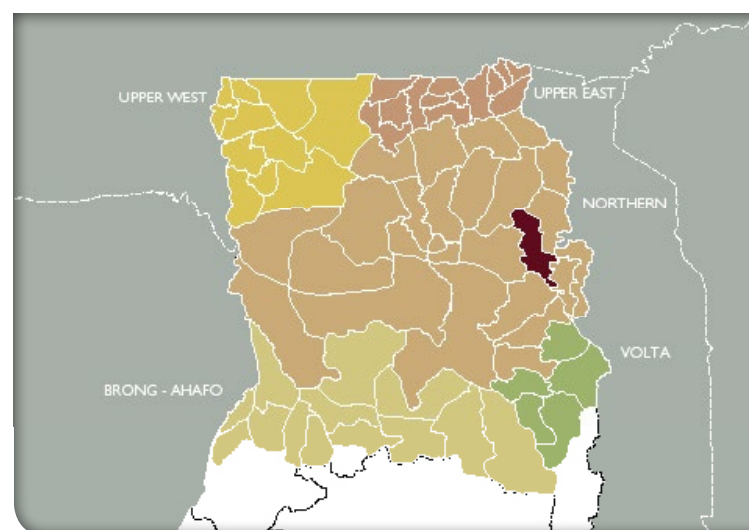 UPPER WEST
UPPER EAST
NORTHERN
VOLTA
BRONG - AHAFO